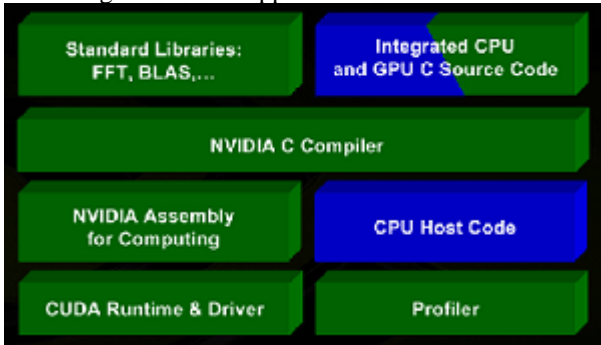 Standard Libraries:
FFT, BLAS,...
Integrated CPU
and GPU C Source Code
NVIDIA C Compiler
NVIDIA Assembly
for Computing
CPU Host Code
CUDA Runtime & Driver
Profiler